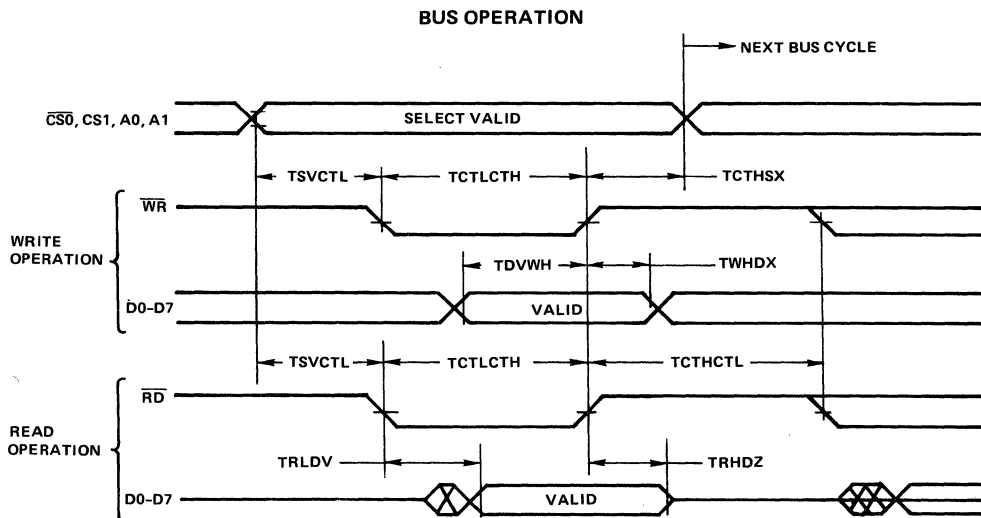 BUS OPERATION
NEXT BUS CYCLE
CS0, CS1, A0, A1
SELECT VALID
TSVCTL
TCTLCTH
TCTHSX
WR
WRITE
OPERATION
TDVWH
TWHDX
D0–D7
VALID
TSVCTL
TCTLCTH
TCTHCTL
RD
READ
OPERATION
TRLDV
TRHDZ
D0–D7
VALID